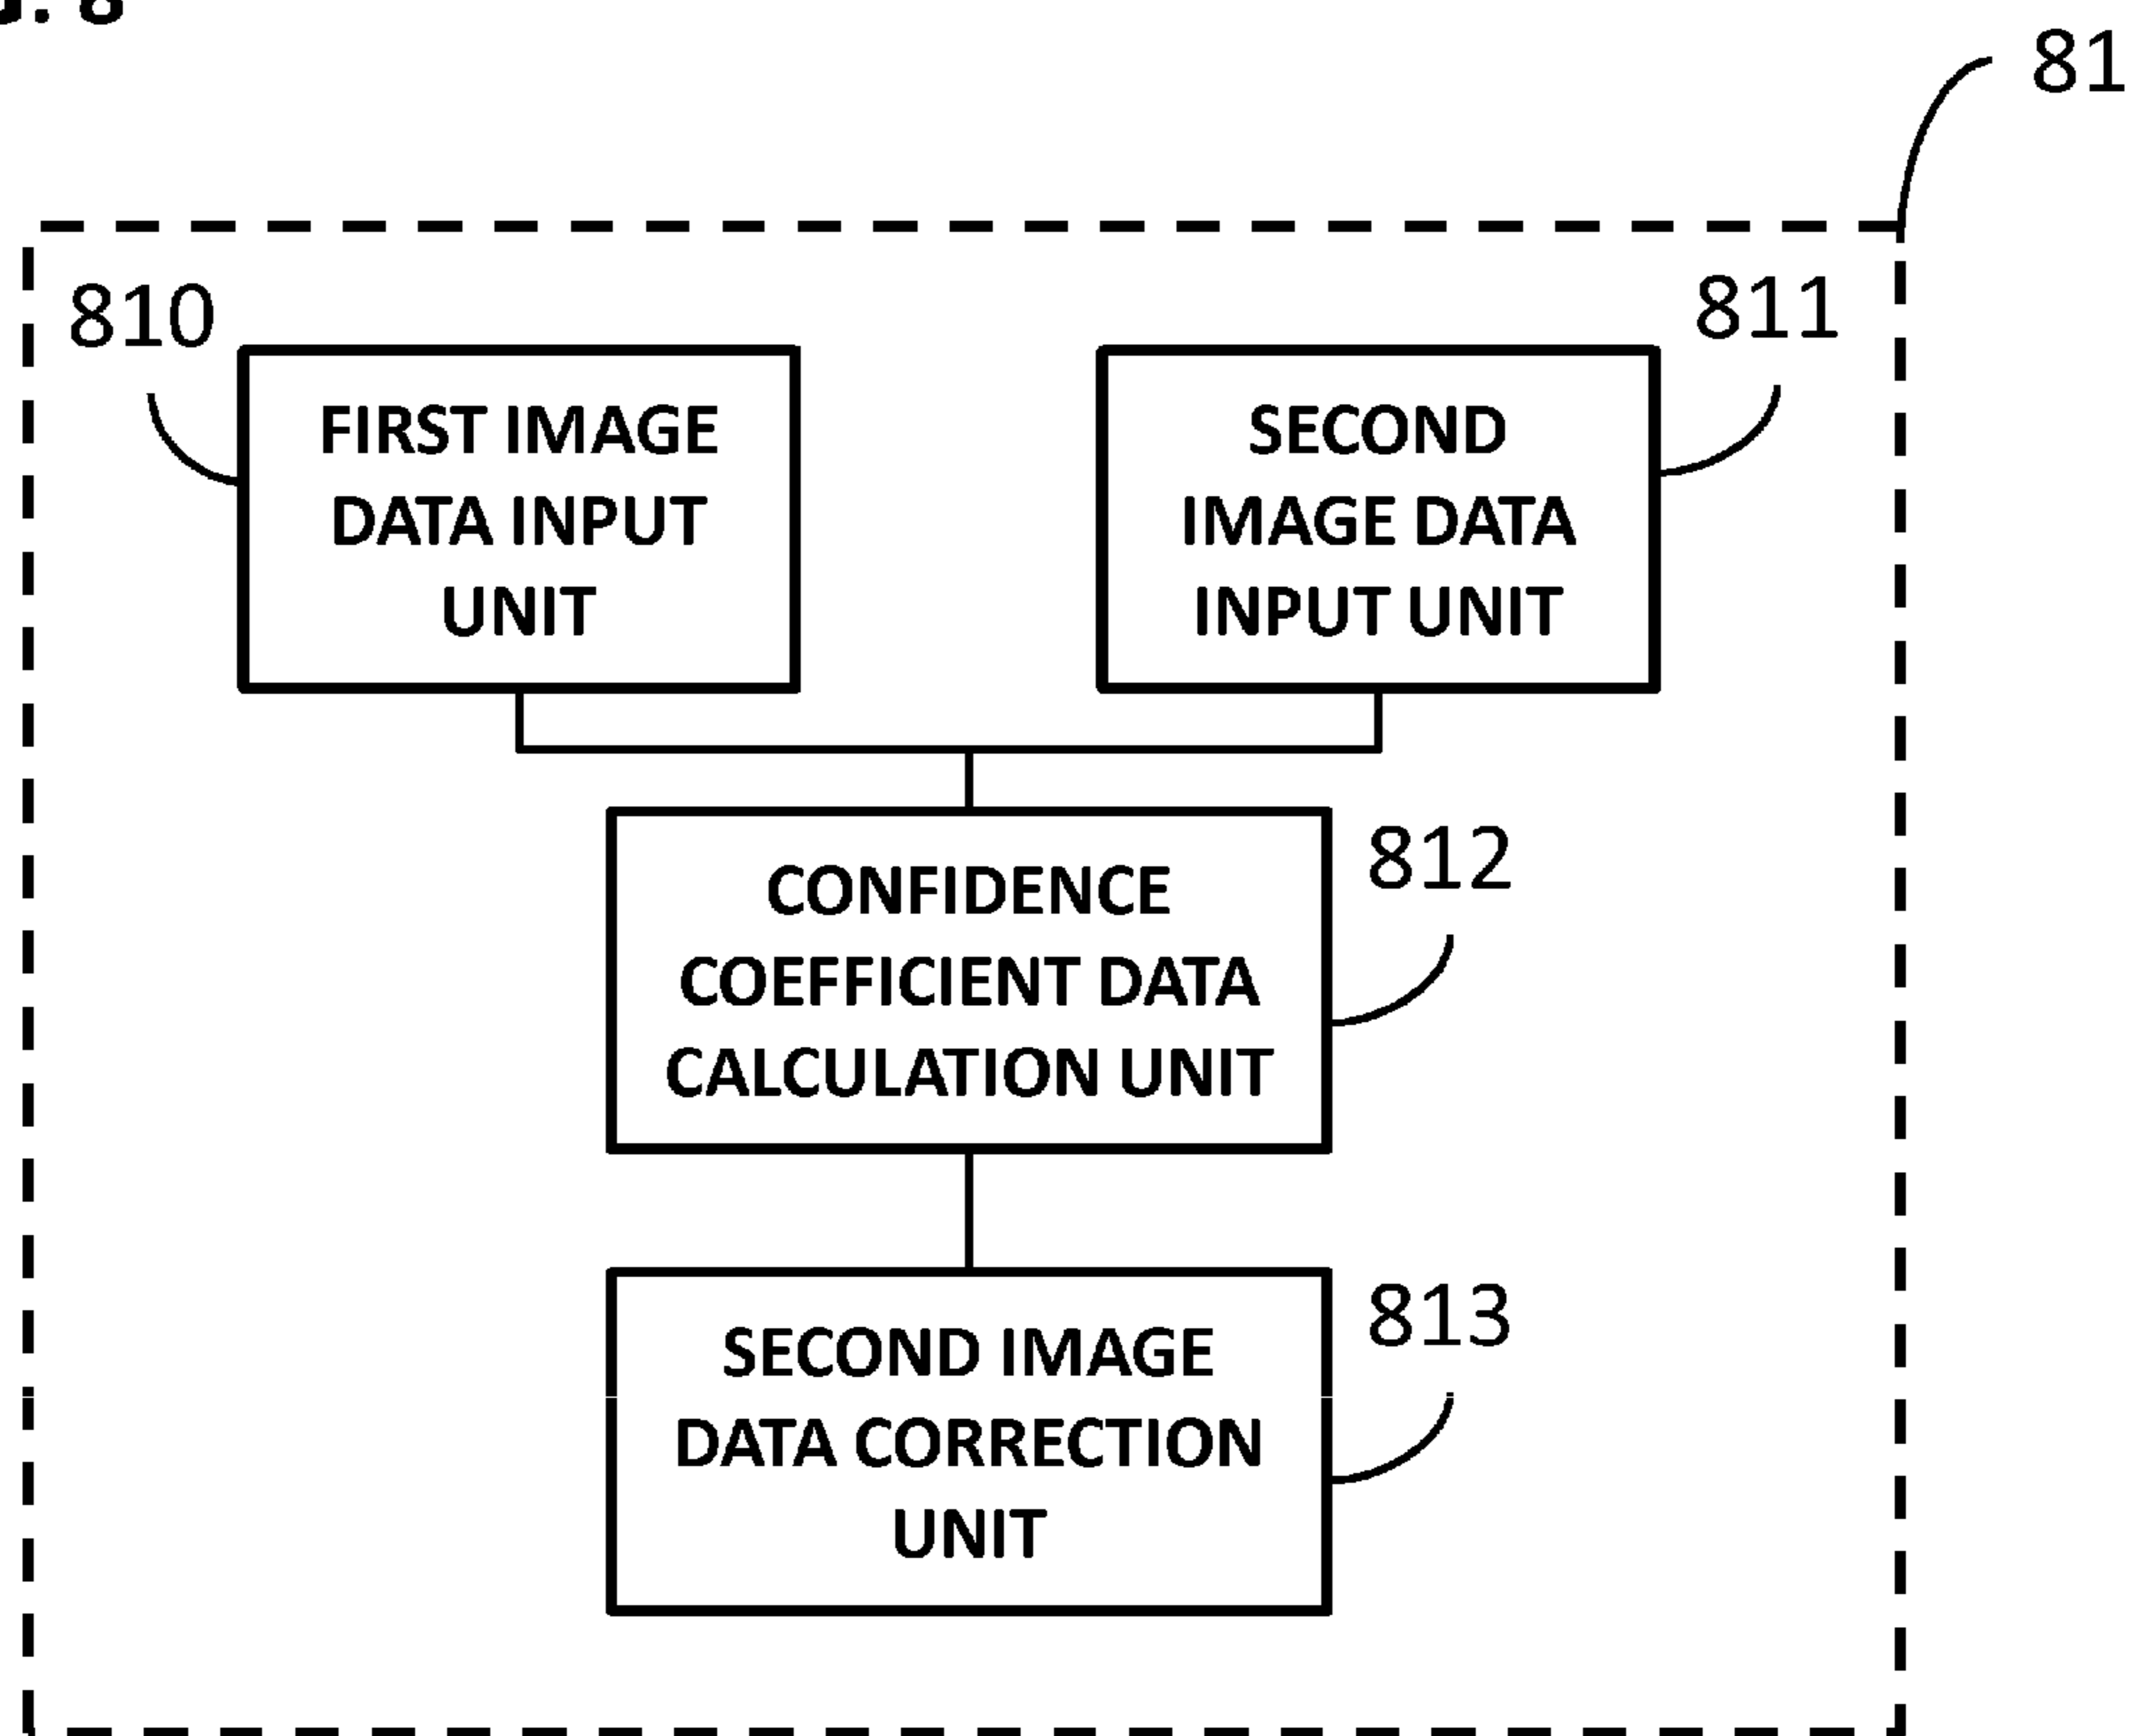 81
810
811
FIRST IMAGE
DATA INPUT
UNIT
SECOND
IMAGE DATA
INPUT UNIT
812
CONFIDENCE
COEFFICIENT DATA
CALCULATION UNIT
813
SECOND IMAGE
DATA CORRECTION
UNIT